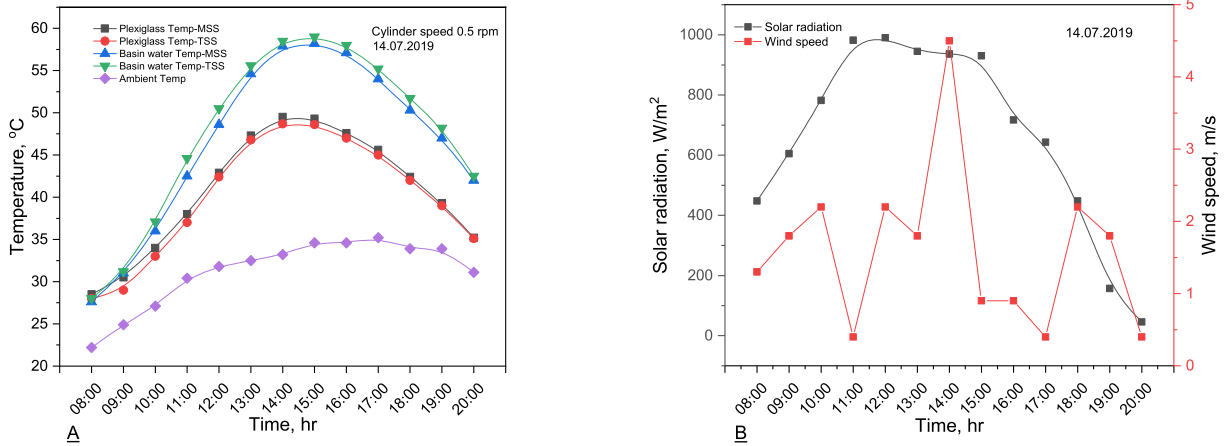 60
55
50
45
40
35
30
25
20
Temperature, ⁰C
Plexiglass Temp-MSS
Plexiglass Temp-TSS
Basin water Temp-MSS
Basin water Temp-TSS
Ambient Temp
Cylinder speed 0.5 rpm
14.07.2019
08:00 09:00 10:00 11:00 12:00 13:00 14:00 15:00 16:00 17:00 18:00 19:00 20:00
Time, hr
A
1000
800
600
400
200
0
Solar radiation, W/m²
Solar radiation
Wind speed
14.07.2019
5
4
3
2
1
0
Wind speed, m/s
08:00 09:00 10:00 11:00 12:00 13:00 14:00 15:00 16:00 17:00 18:00 19:00 20:00
Time, hr
B